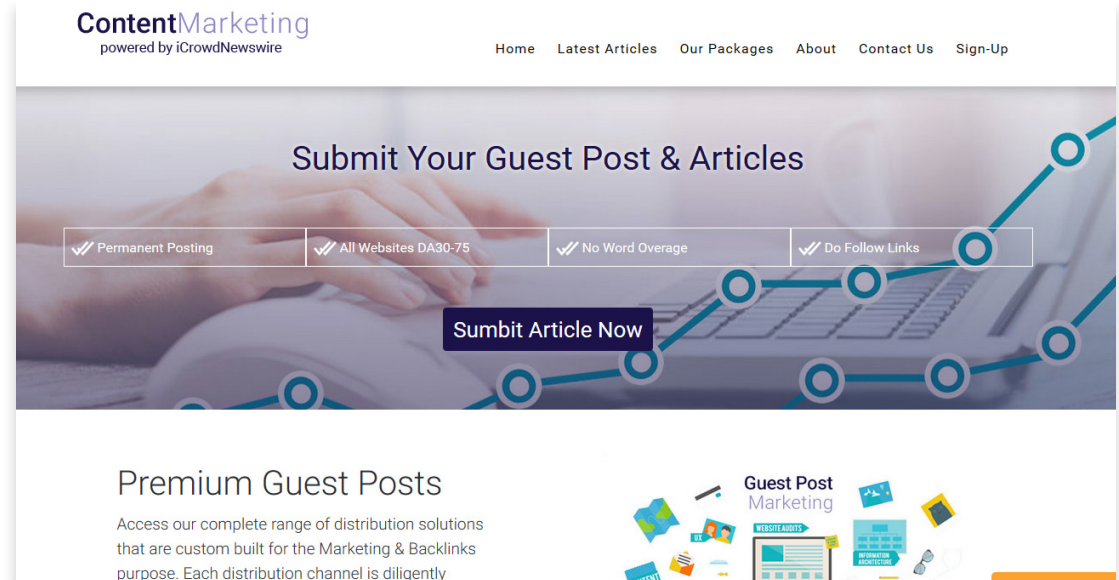 ContentMarketing
powered by iCrowdNewswire
Home Latest Articles Our Packages About Contact Us Sign-Up
Submit Your Guest Post & Articles
Permanent Posting
All Websites DA30-75
No Word Overage
Do Follow Links
Sumbit Article Now
Premium Guest Posts
Access our complete range of distribution solutions
that are custom built for the Marketing & Backlinks
purpose. Each distribution channel is diligently
Guest Post
Marketing
WEBSITE AUDITS
UX
INFORMATION
ARCHITECTURE